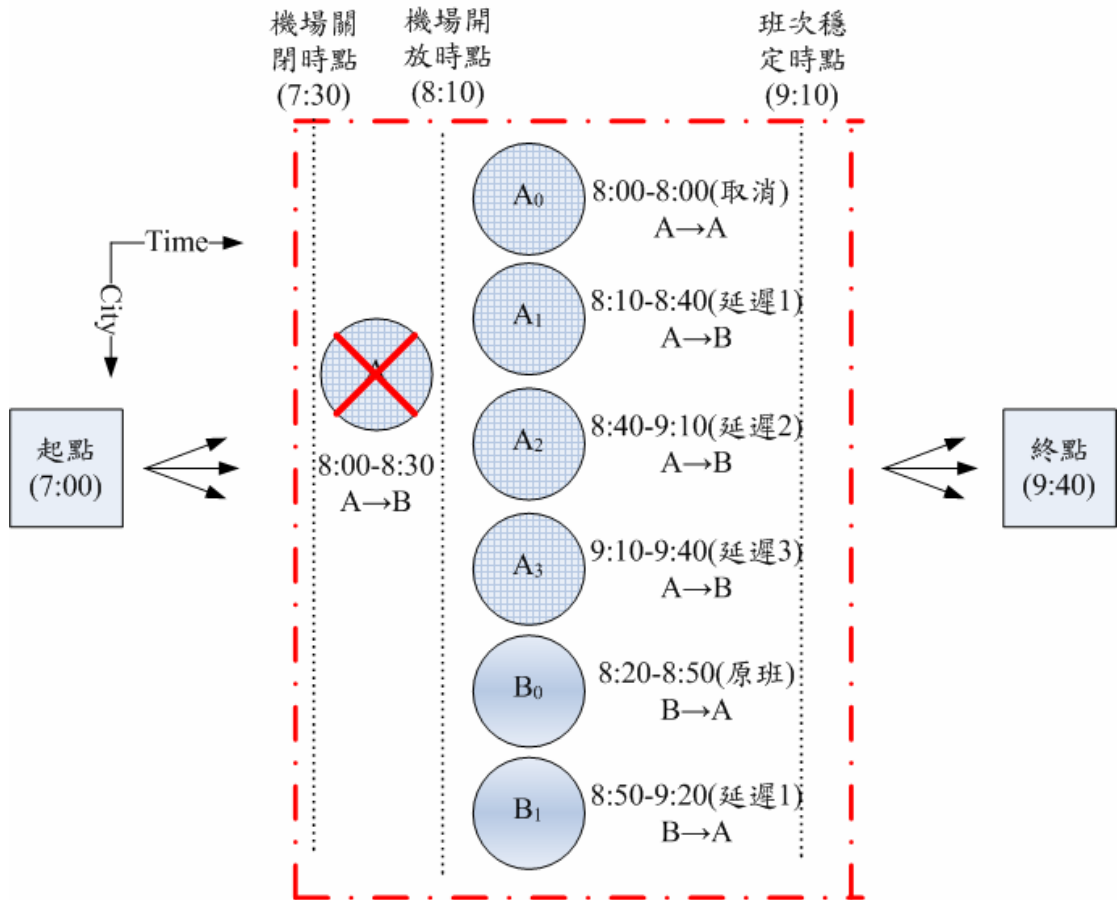 機場關
閉時點
(7:30)
機場開
放時點
(8:10)
班次穩
定時點
(9:10)
Time
City
起點
(7:00)
A
8:00-8:30
A→B
A₀
8:00-8:00(取消)
A→A
A₁
8:10-8:40(延遲1)
A→B
A₂
8:40-9:10(延遲2)
A→B
A₃
9:10-9:40(延遲3)
A→B
B₀
8:20-8:50(原班)
B→A
B₁
8:50-9:20(延遲1)
B→A
終點
(9:40)